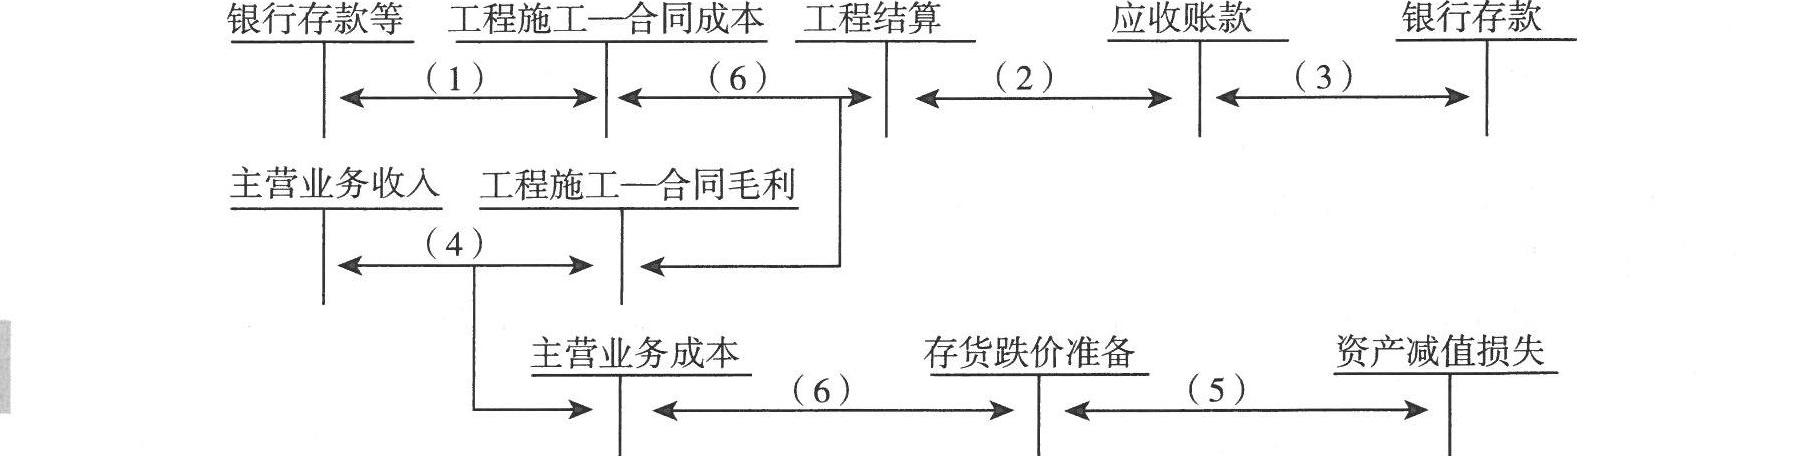 银行存款等 工程施工—合同成本 工程结算 应收账款 银行存款
(1) (6) (2) (3)
主营业务收入 工程施工—合同毛利
(4)
主营业务成本 存货跌价准备 资产减值损失
(6) (5)